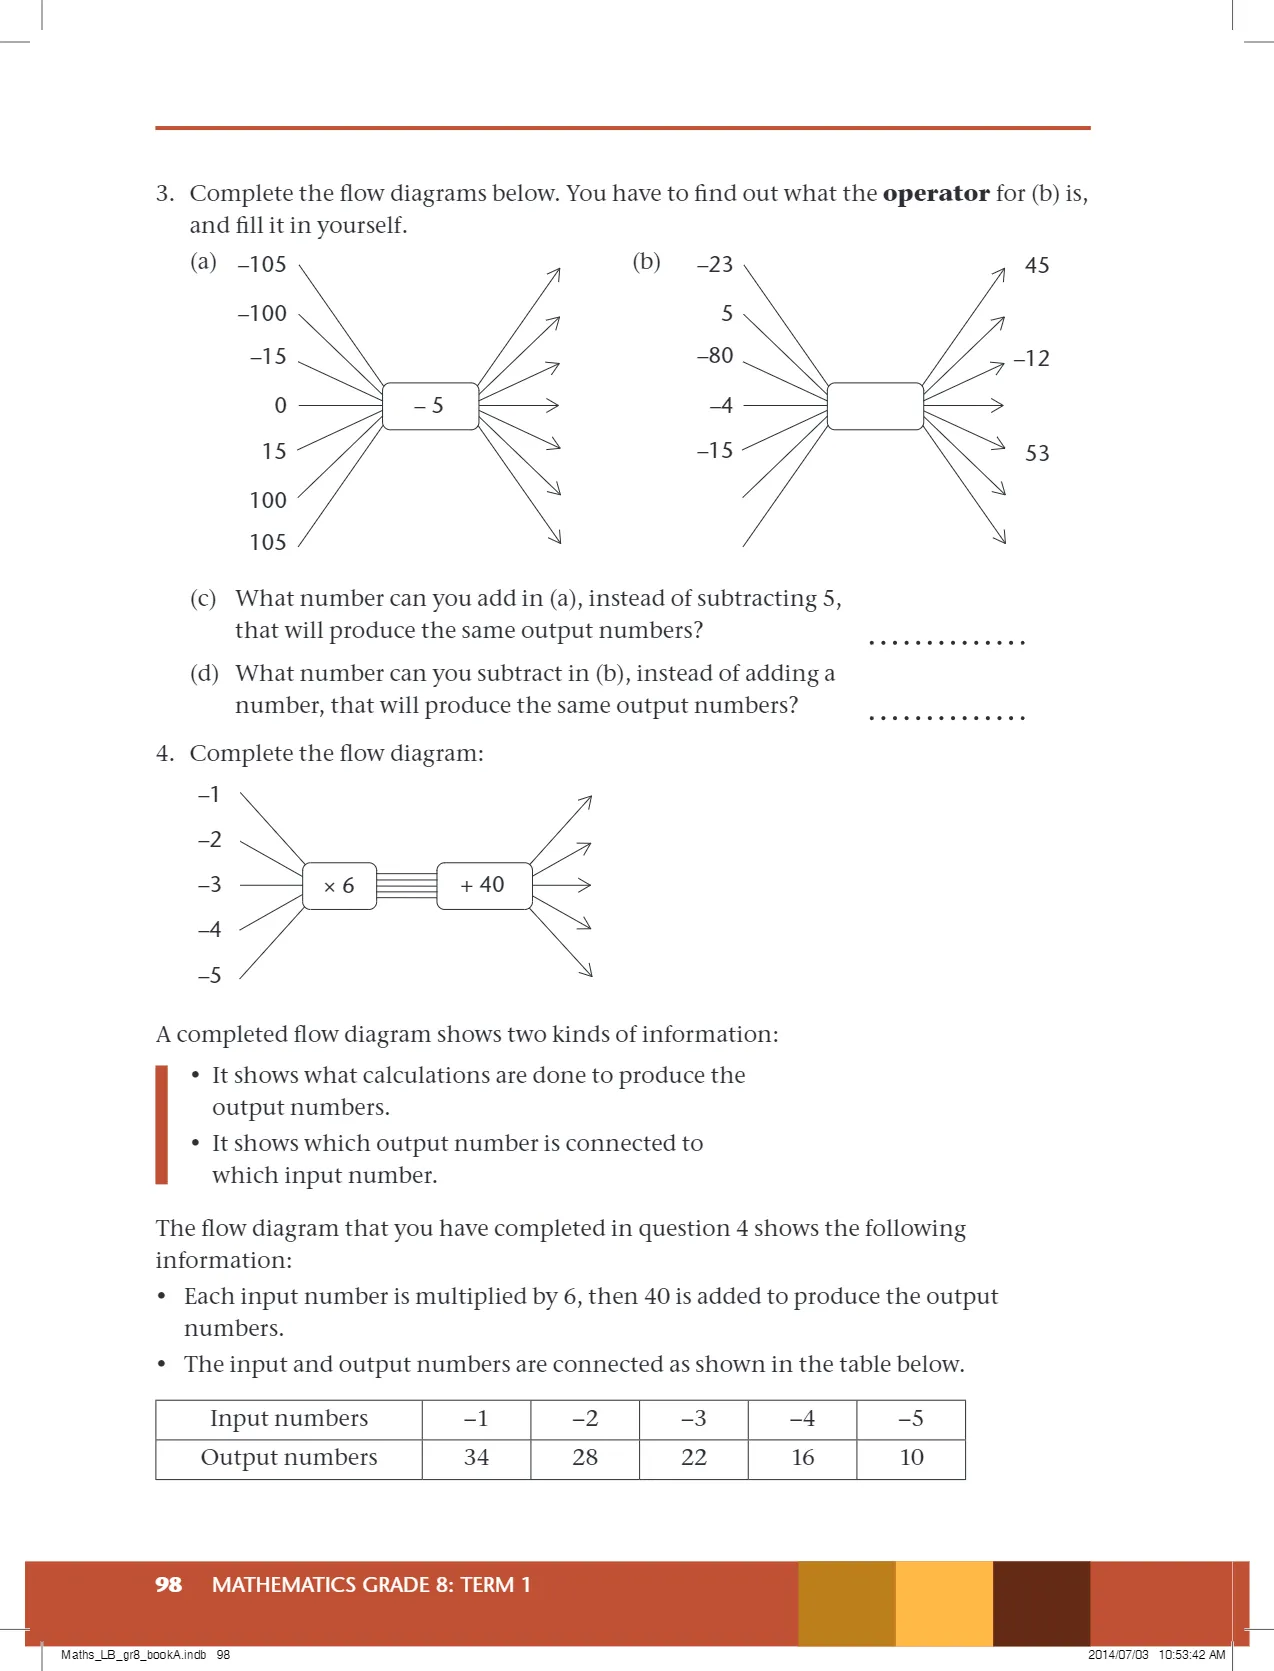 3. Complete the flow diagrams below. You have to find out what the operator for (b) is,
and fill it in yourself.
(a) –105
–100
–15
0
15
100
105
– 5
(b) –23
5
–80
–4
–15
45
–12
53
(c) What number can you add in (a), instead of subtracting 5,
that will produce the same output numbers? ..............
(d) What number can you subtract in (b), instead of adding a
number, that will produce the same output numbers? ..............
4. Complete the flow diagram:
–1
–2
–3
–4
–5
× 6
+ 40
A completed flow diagram shows two kinds of information:
• It shows what calculations are done to produce the
output numbers.
• It shows which output number is connected to
which input number.
The flow diagram that you have completed in question 4 shows the following
information:
• Each input number is multiplied by 6, then 40 is added to produce the output
numbers.
• The input and output numbers are connected as shown in the table below.
Input numbers –1 –2 –3 –4 –5
Output numbers 34 28 22 16 10
98 MATHEMATICS GRADE 8: TERM 1
Maths_LB_gr8_bookA.indb 98 2014/07/03 10:53:42 AM